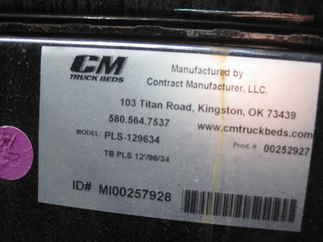 CM
TRUCK BEDS
Manufactured by
Contract Manufacturer, LLC.
103 Titan Road, Kingston, OK 73439
580.564.7537 www.cmtruckbeds.com
MODEL: PLS-129634 Prod. # 00252927
TB PLS 12'/96/34
ID# MI00257928